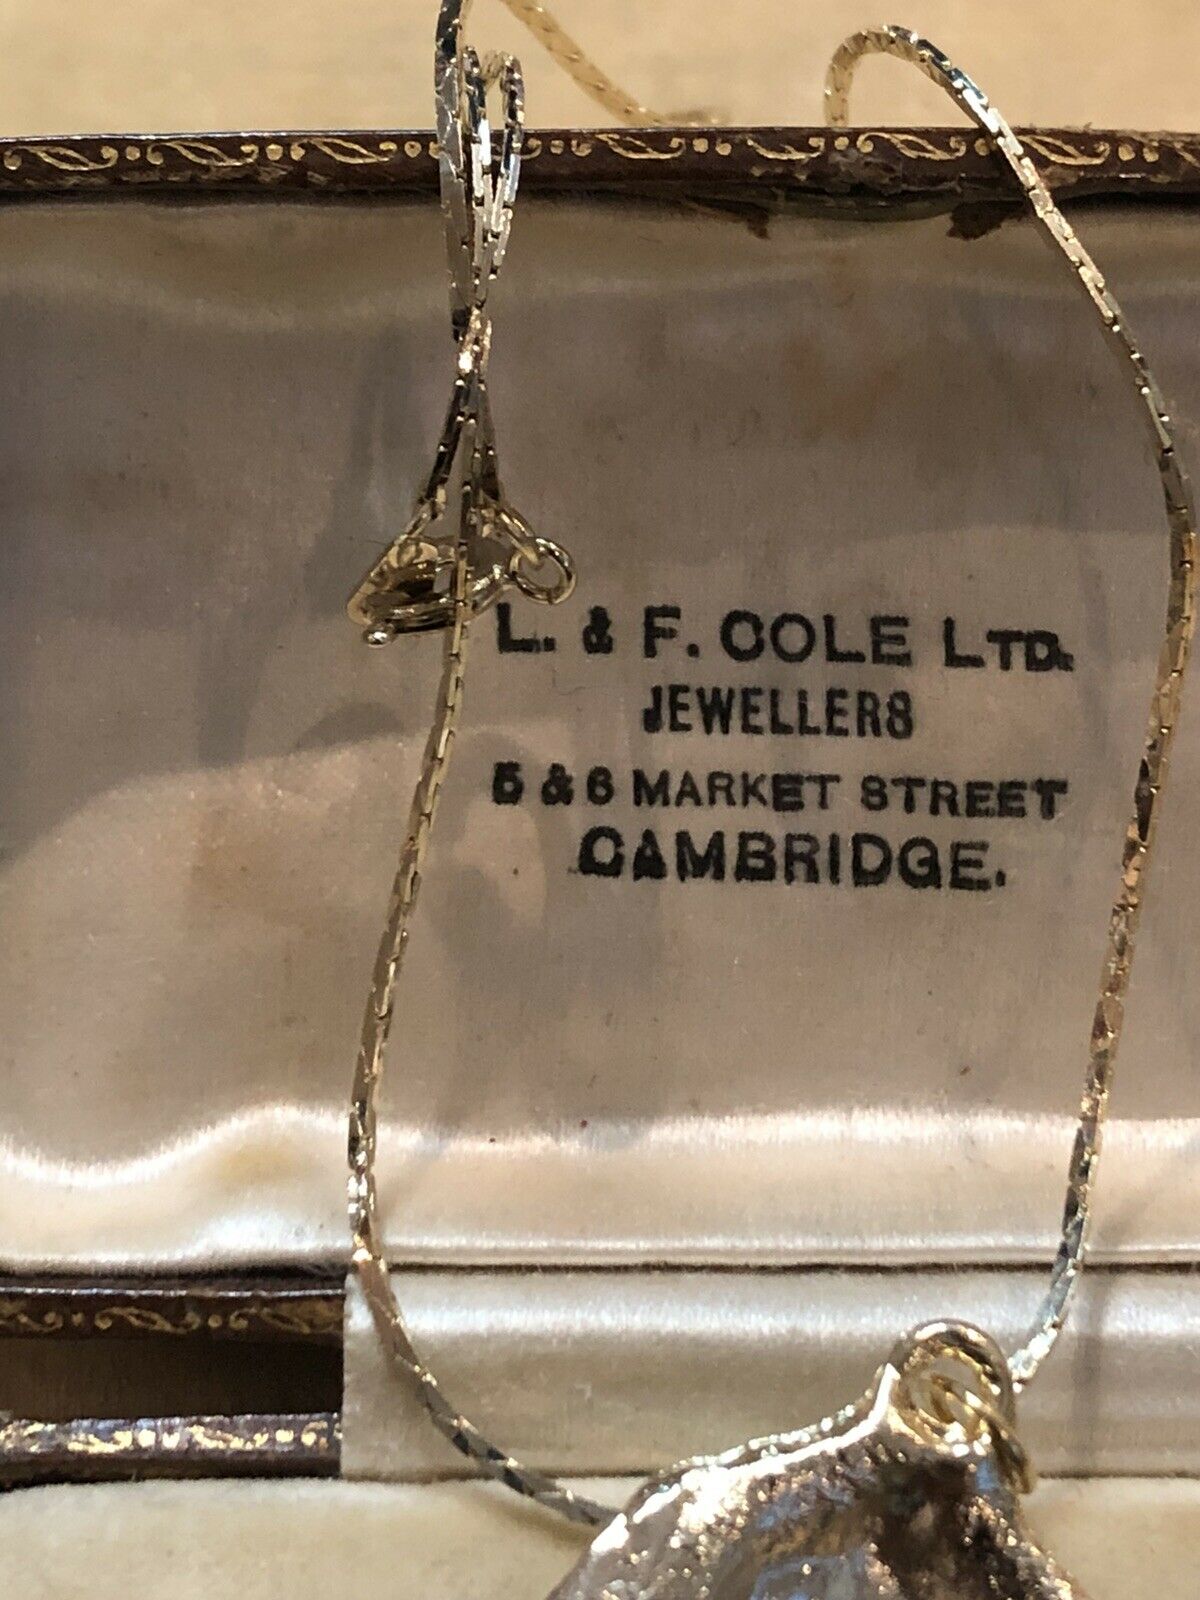 L. & F. COLE LTD.
JEWELLERS
5 & 6 MARKET STREET
CAMBRIDGE.